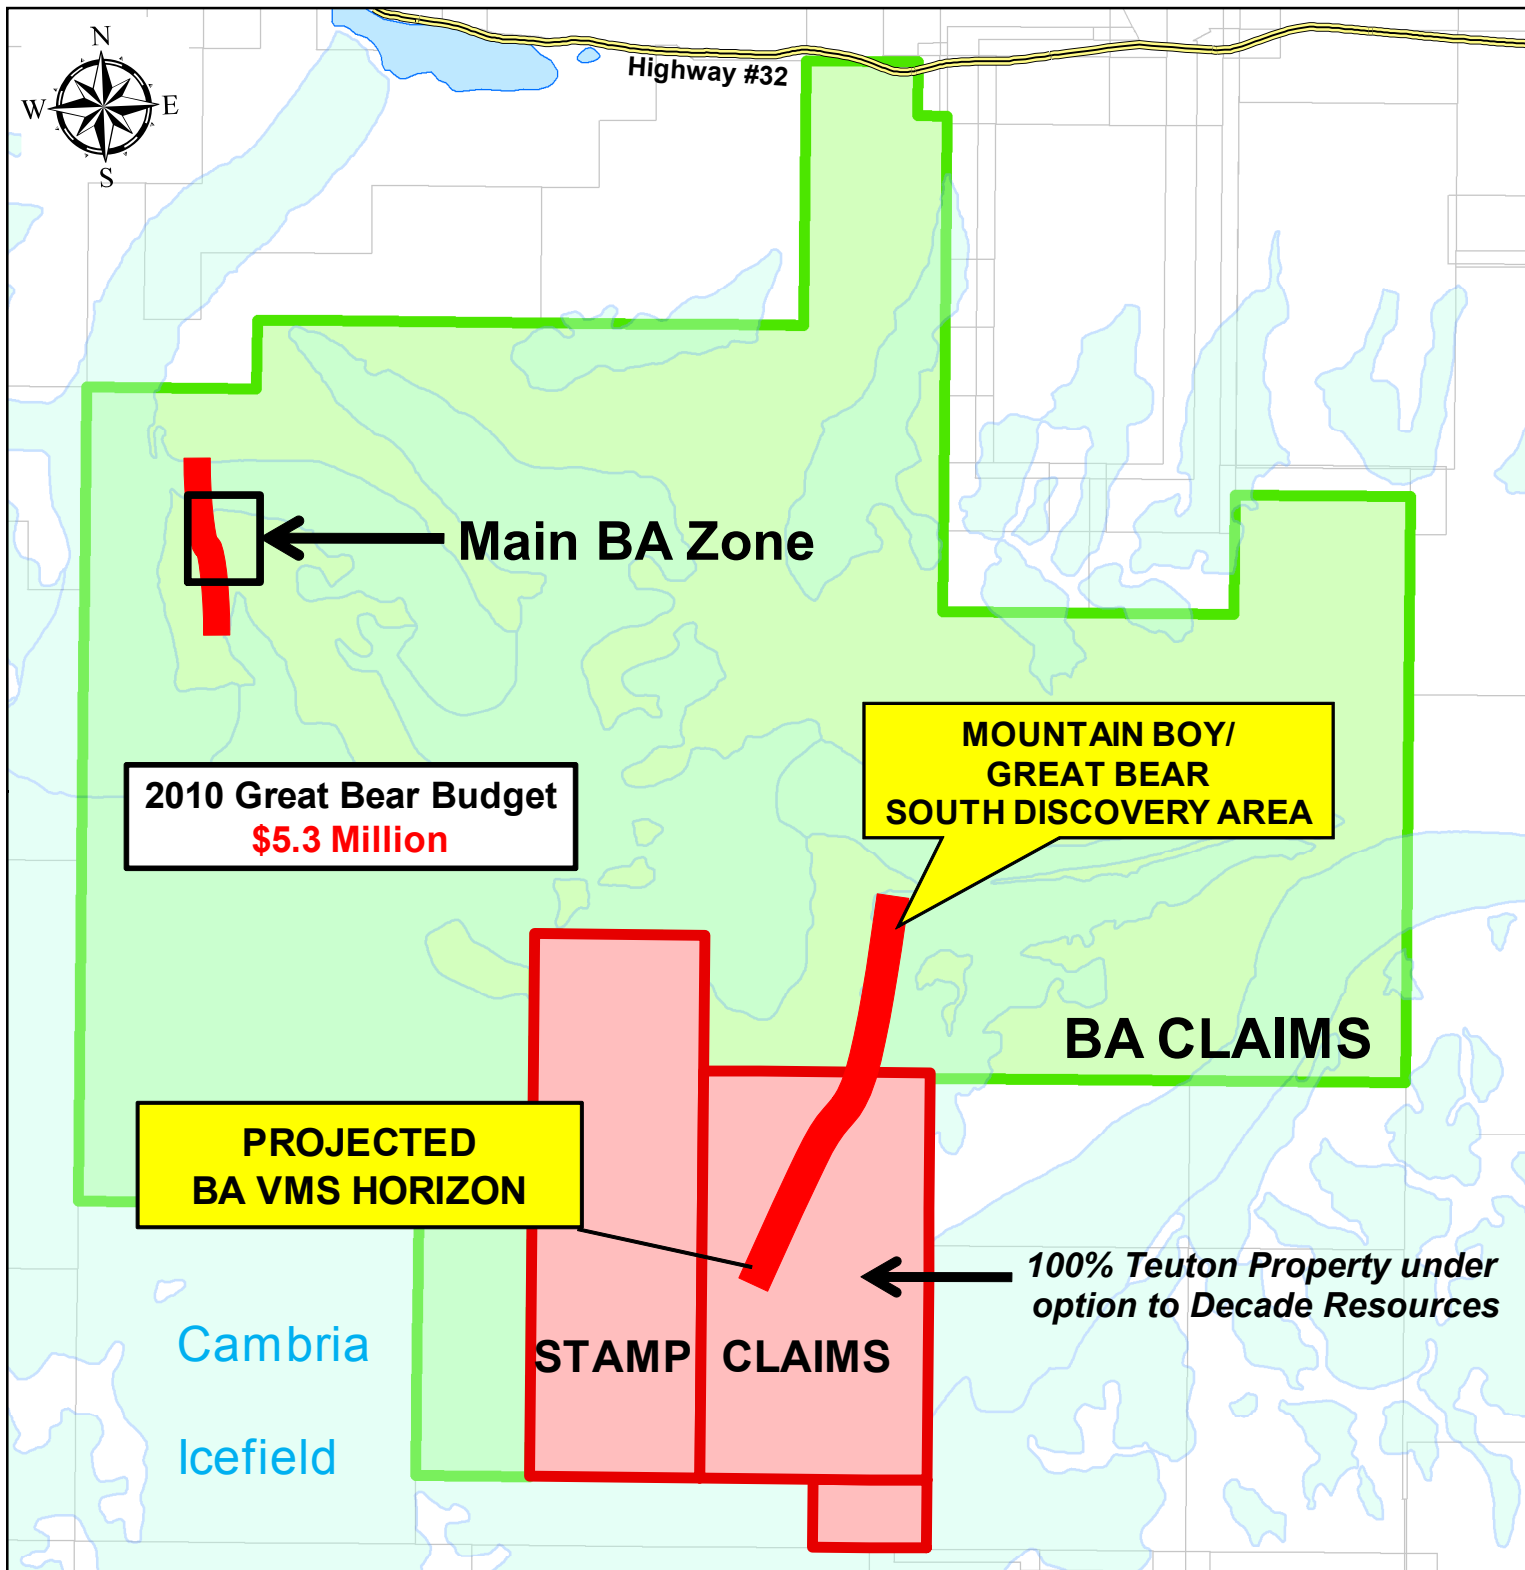 N
W
E
S
Highway #32
Main BA Zone
MOUNTAIN BOY/
GREAT BEAR
SOUTH DISCOVERY AREA
2010 Great Bear Budget
$5.3 Million
BA CLAIMS
PROJECTED
BA VMS HORIZON
100% Teuton Property under
option to Decade Resources
STAMP CLAIMS
Cambria
Icefield